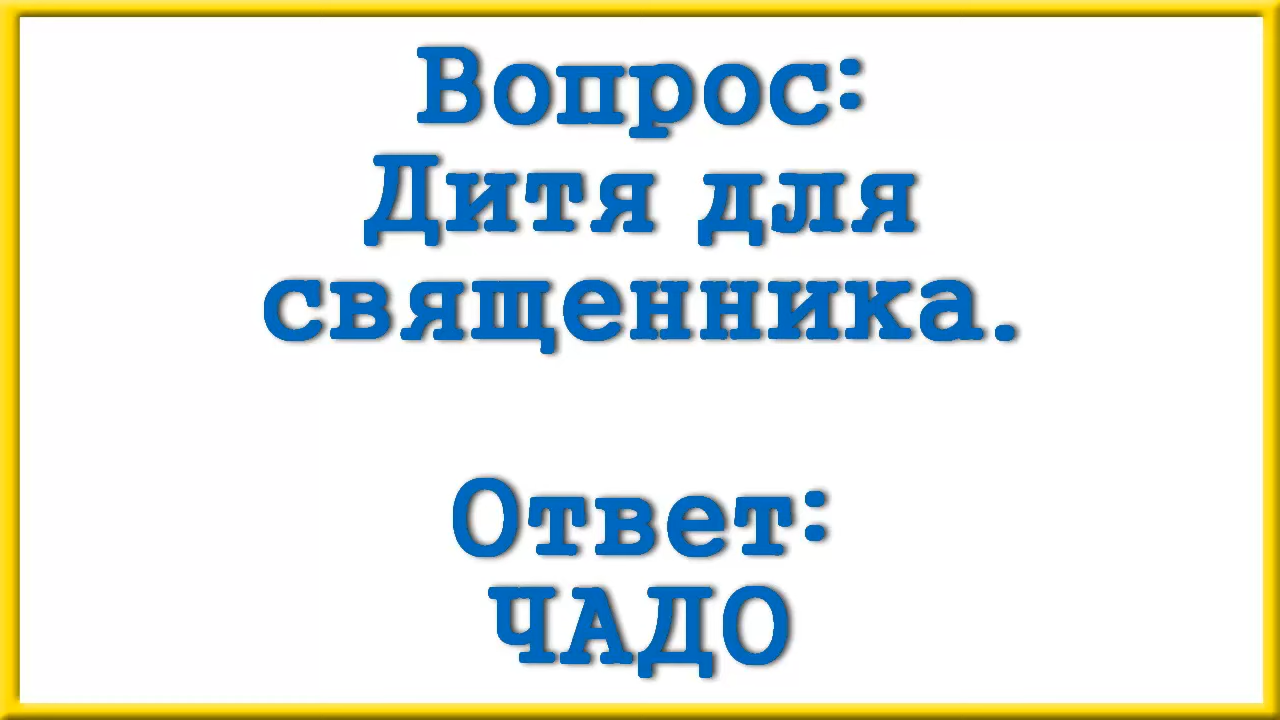 Вопрос:
Дитя для
священника.
Ответ:
ЧАДО